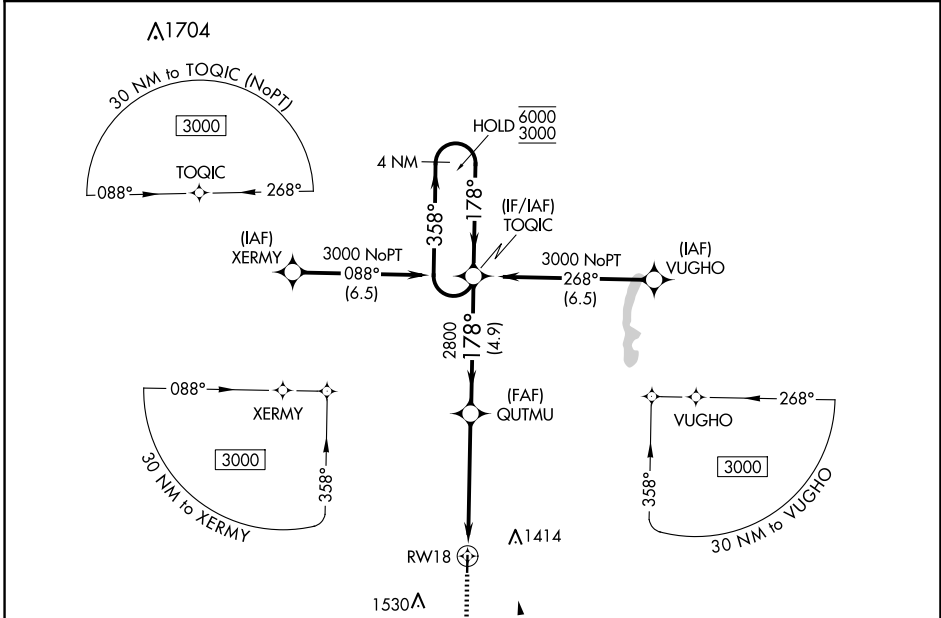 1704
30 NM to TOQIC (NoPT)
3000
TOQIC
088°
268°
HOLD 6000
3000
4 NM
358°
178°
(IF/IAF)
TOQIC
(IAF)
XERMY
3000 NoPT
088°
(6.5)
3000 NoPT
268°
(6.5)
(IAF)
VUGHO
2800
178°
(4.9)
(FAF)
QUTMU
088°
XERMY
3000
358°
30 NM to XERMY
268°
VUGHO
3000
358°
30 NM to VUGHO
RW18
1414
1530